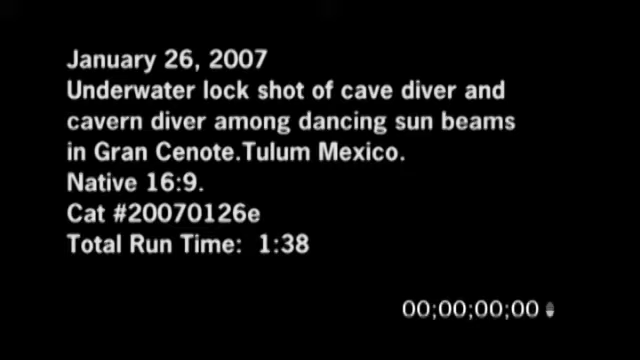 January 26, 2007
Underwater lock shot of cave diver and
cavern diver among dancing sun beams
in Gran Cenote.Tulum Mexico.
Native 16:9.
Cat #20070126e
Total Run Time:  1:38
00;00;00;00